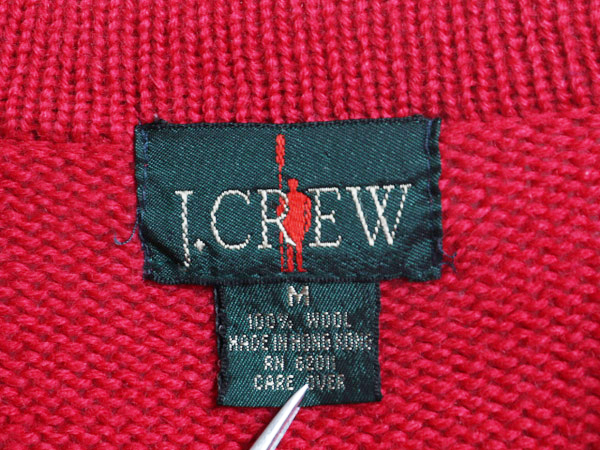 J.CREW
M
100% WOOL
MADE IN HONG KONG
RN 62011
CARE OVER